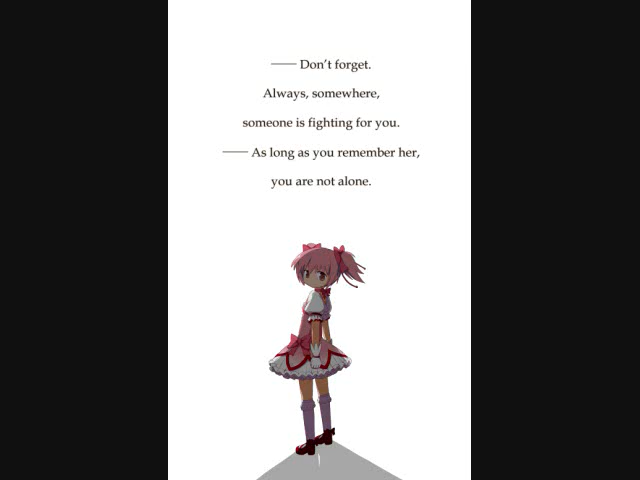 —— Don’t forget.
Always, somewhere,
someone is fighting for you.
—— As long as you remember her,
you are not alone.